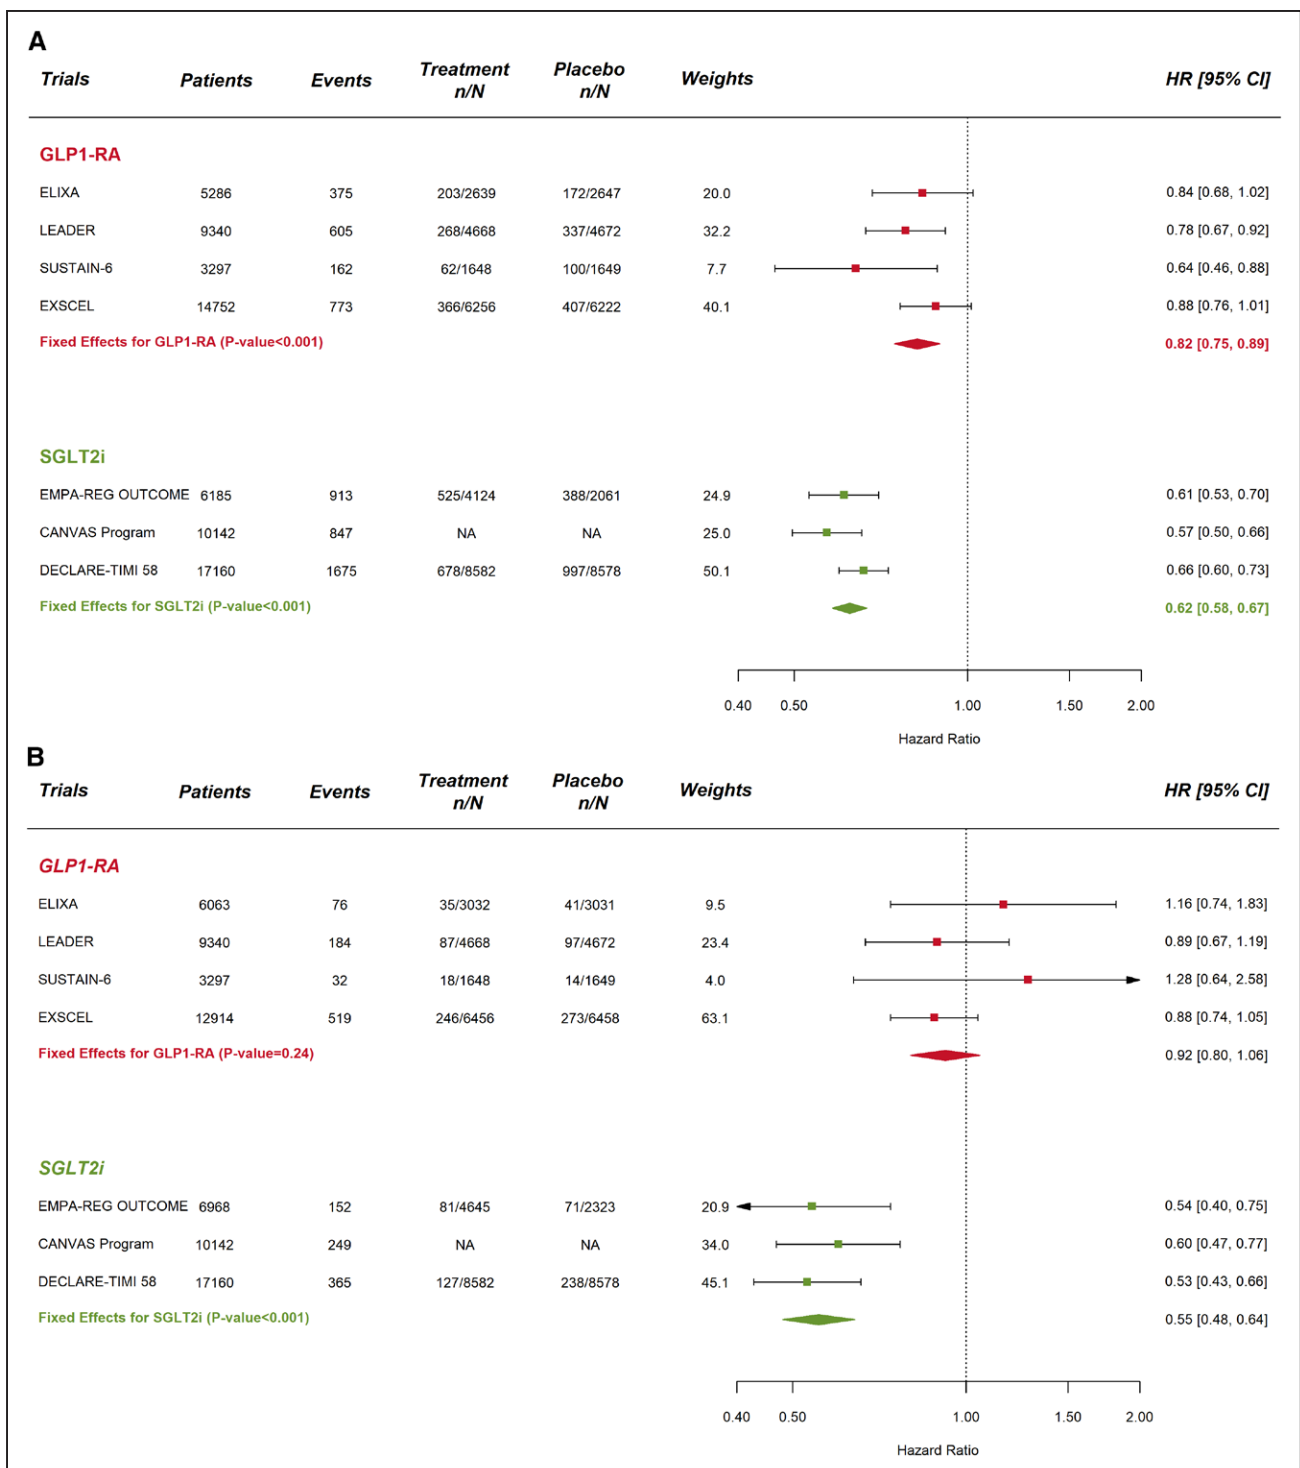 A
Trials Patients Events Treatment n/N Placebo n/N Weights HR [95% CI]
GLP1-RA
ELIXA 5286 375 203/2639 172/2647 20.0 0.84 [0.68, 1.02]
LEADER 9340 605 268/4668 337/4672 32.2 0.78 [0.67, 0.92]
SUSTAIN-6 3297 162 62/1648 100/1649 7.7 0.64 [0.46, 0.88]
EXSCEL 14752 773 366/6256 407/6222 40.1 0.88 [0.76, 1.01]
Fixed Effects for GLP1-RA (P-value<0.001) 0.82 [0.75, 0.89]
SGLT2i
EMPA-REG OUTCOME 6185 913 525/4124 388/2061 24.9 0.61 [0.53, 0.70]
CANVAS Program 10142 847 NA NA 25.0 0.57 [0.50, 0.66]
DECLARE-TIMI 58 17160 1675 678/8582 997/8578 50.1 0.66 [0.60, 0.73]
Fixed Effects for SGLT2i (P-value<0.001) 0.62 [0.58, 0.67]
0.40 0.50 1.00 1.50 2.00
Hazard Ratio
B
Trials Patients Events Treatment n/N Placebo n/N Weights HR [95% CI]
GLP1-RA
ELIXA 6063 76 35/3032 41/3031 9.5 1.16 [0.74, 1.83]
LEADER 9340 184 87/4668 97/4672 23.4 0.89 [0.67, 1.19]
SUSTAIN-6 3297 32 18/1648 14/1649 4.0 1.28 [0.64, 2.58]
EXSCEL 12914 519 246/6456 273/6458 63.1 0.88 [0.74, 1.05]
Fixed Effects for GLP1-RA (P-value=0.24) 0.92 [0.80, 1.06]
SGLT2i
EMPA-REG OUTCOME 6968 152 81/4645 71/2323 20.9 0.54 [0.40, 0.75]
CANVAS Program 10142 249 NA NA 34.0 0.60 [0.47, 0.77]
DECLARE-TIMI 58 17160 365 127/8582 238/8578 45.1 0.53 [0.43, 0.66]
Fixed Effects for SGLT2i (P-value<0.001) 0.55 [0.48, 0.64]
0.40 0.50 1.00 1.50 2.00
Hazard Ratio